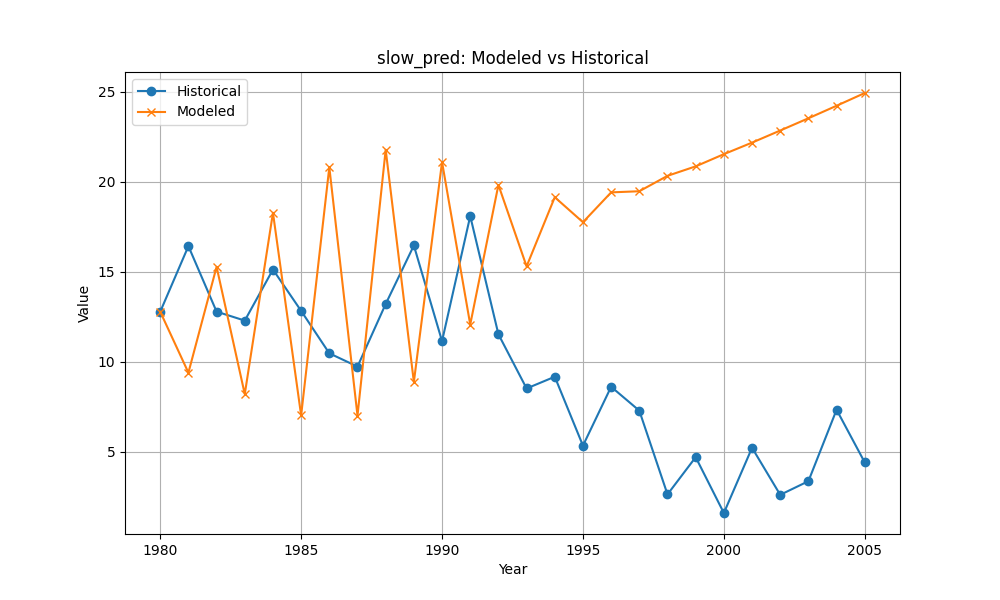 slow_pred: Modeled vs Historical
Historical
Modeled
25
20
15
10
5
Value
1980 1985 1990 1995 2000 2005
Year